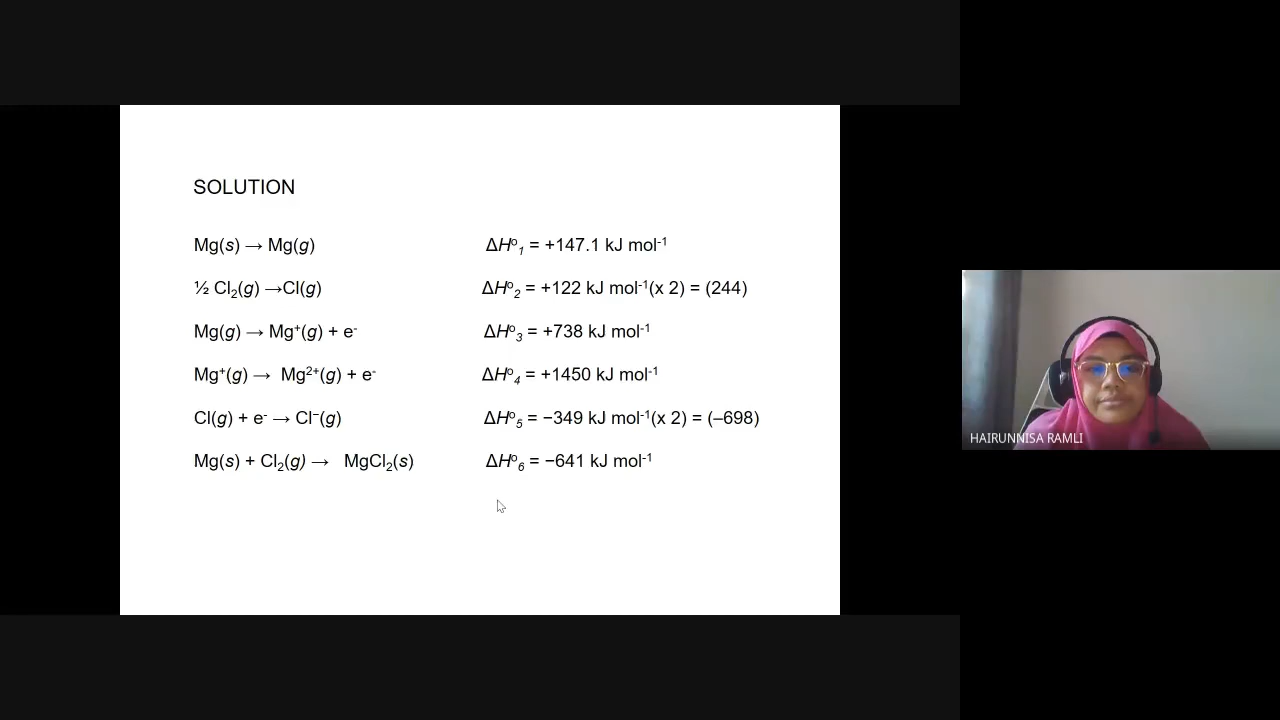 SOLUTION
Mg(s) → Mg(g) ΔH°₁ = +147.1 kJ mol⁻¹
½ Cl₂(g) →Cl(g) ΔH°₂ = +122 kJ mol⁻¹(x 2) = (244)
Mg(g) → Mg⁺(g) + e⁻ ΔH°₃ = +738 kJ mol⁻¹
Mg⁺(g) → Mg²⁺(g) + e⁻ ΔH°₄ = +1450 kJ mol⁻¹
Cl(g) + e⁻ → Cl⁻(g) ΔH°₅ = −349 kJ mol⁻¹(x 2) = (–698)
Mg(s) + Cl₂(g) → MgCl₂(s) ΔH°₆ = −641 kJ mol⁻¹
HAIRUNNISA RAMLI